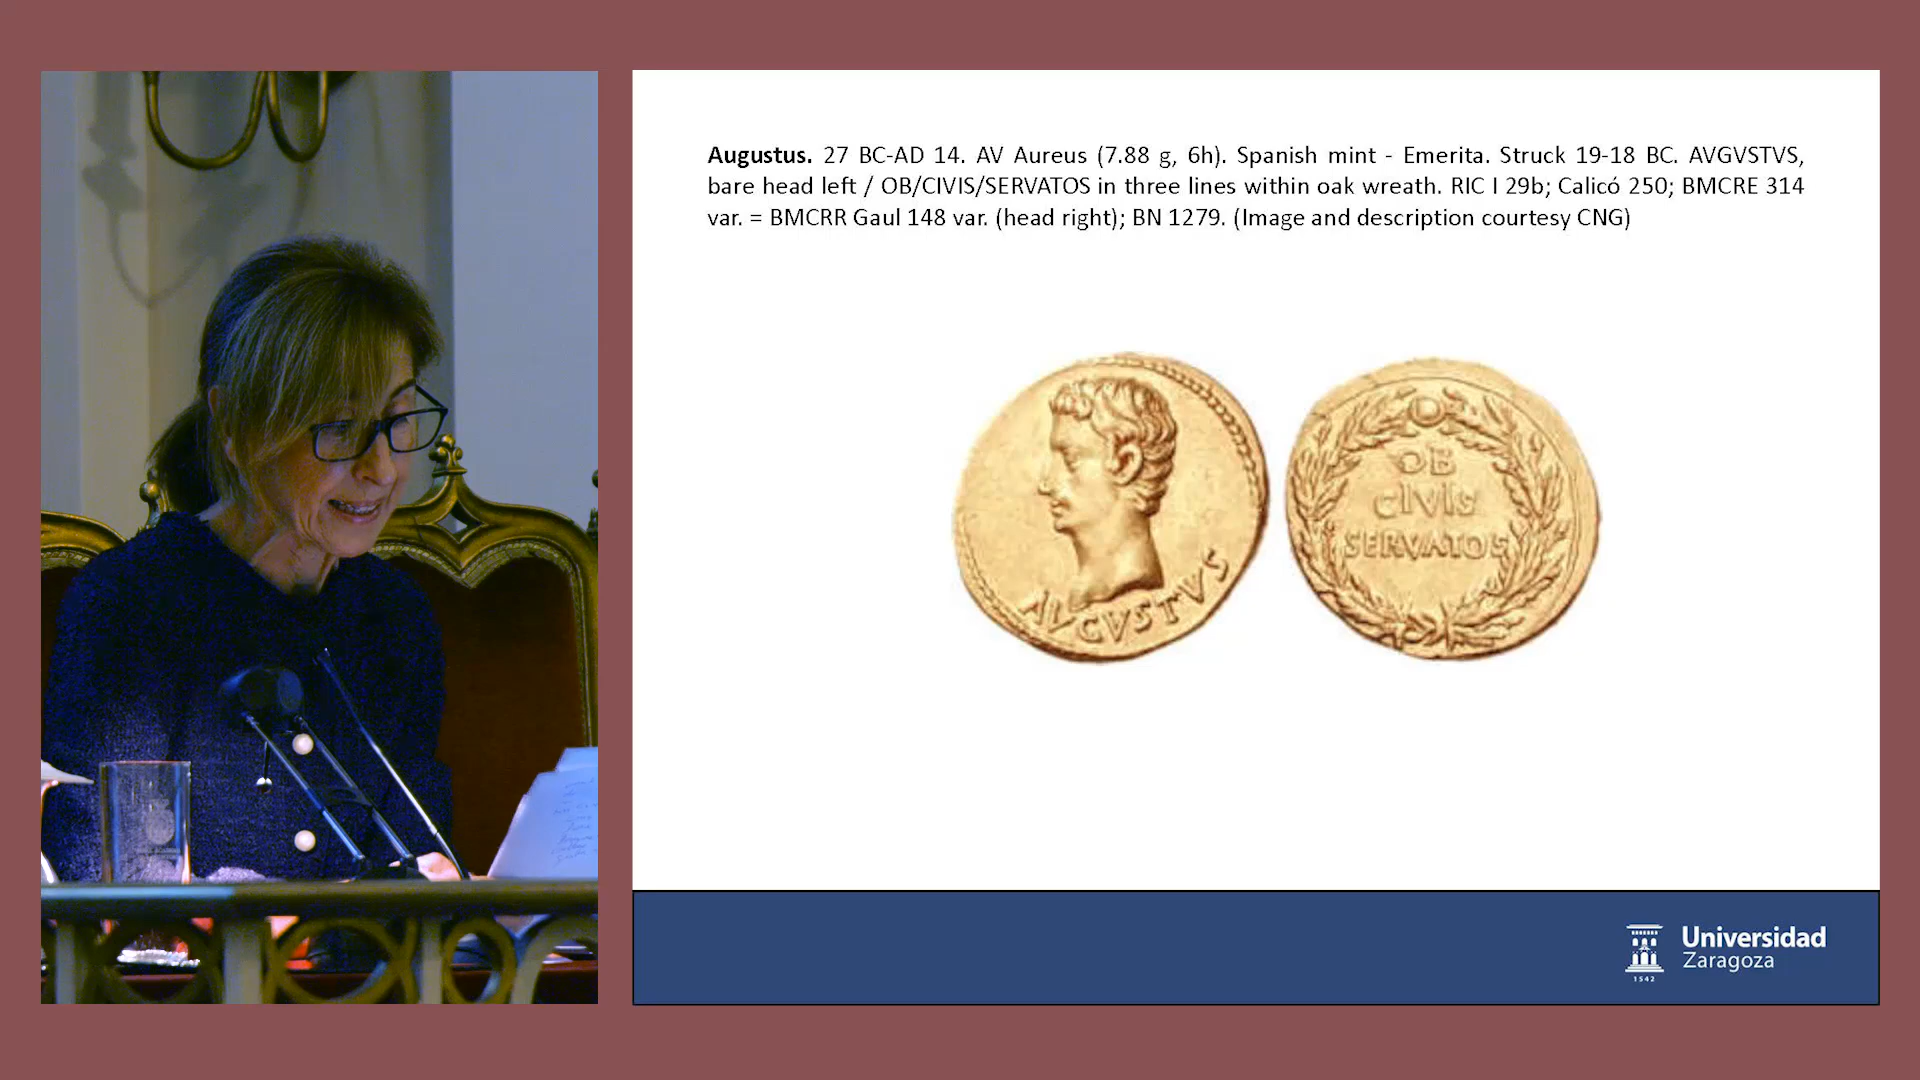 Augustus. 27 BC-AD 14. AV Aureus (7.88 g, 6h). Spanish mint - Emerita. Struck 19-18 BC. AVGVSTVS,
bare head left / OB/CIVIS/SERVATOS in three lines within oak wreath. RIC I 29b; Calicó 250; BMCRE 314
var. = BMCRR Gaul 148 var. (head right); BN 1279. (Image and description courtesy CNG)
AVGVSTVS
OB
CIVIS
SERVATOS
Universidad
Zaragoza
1542